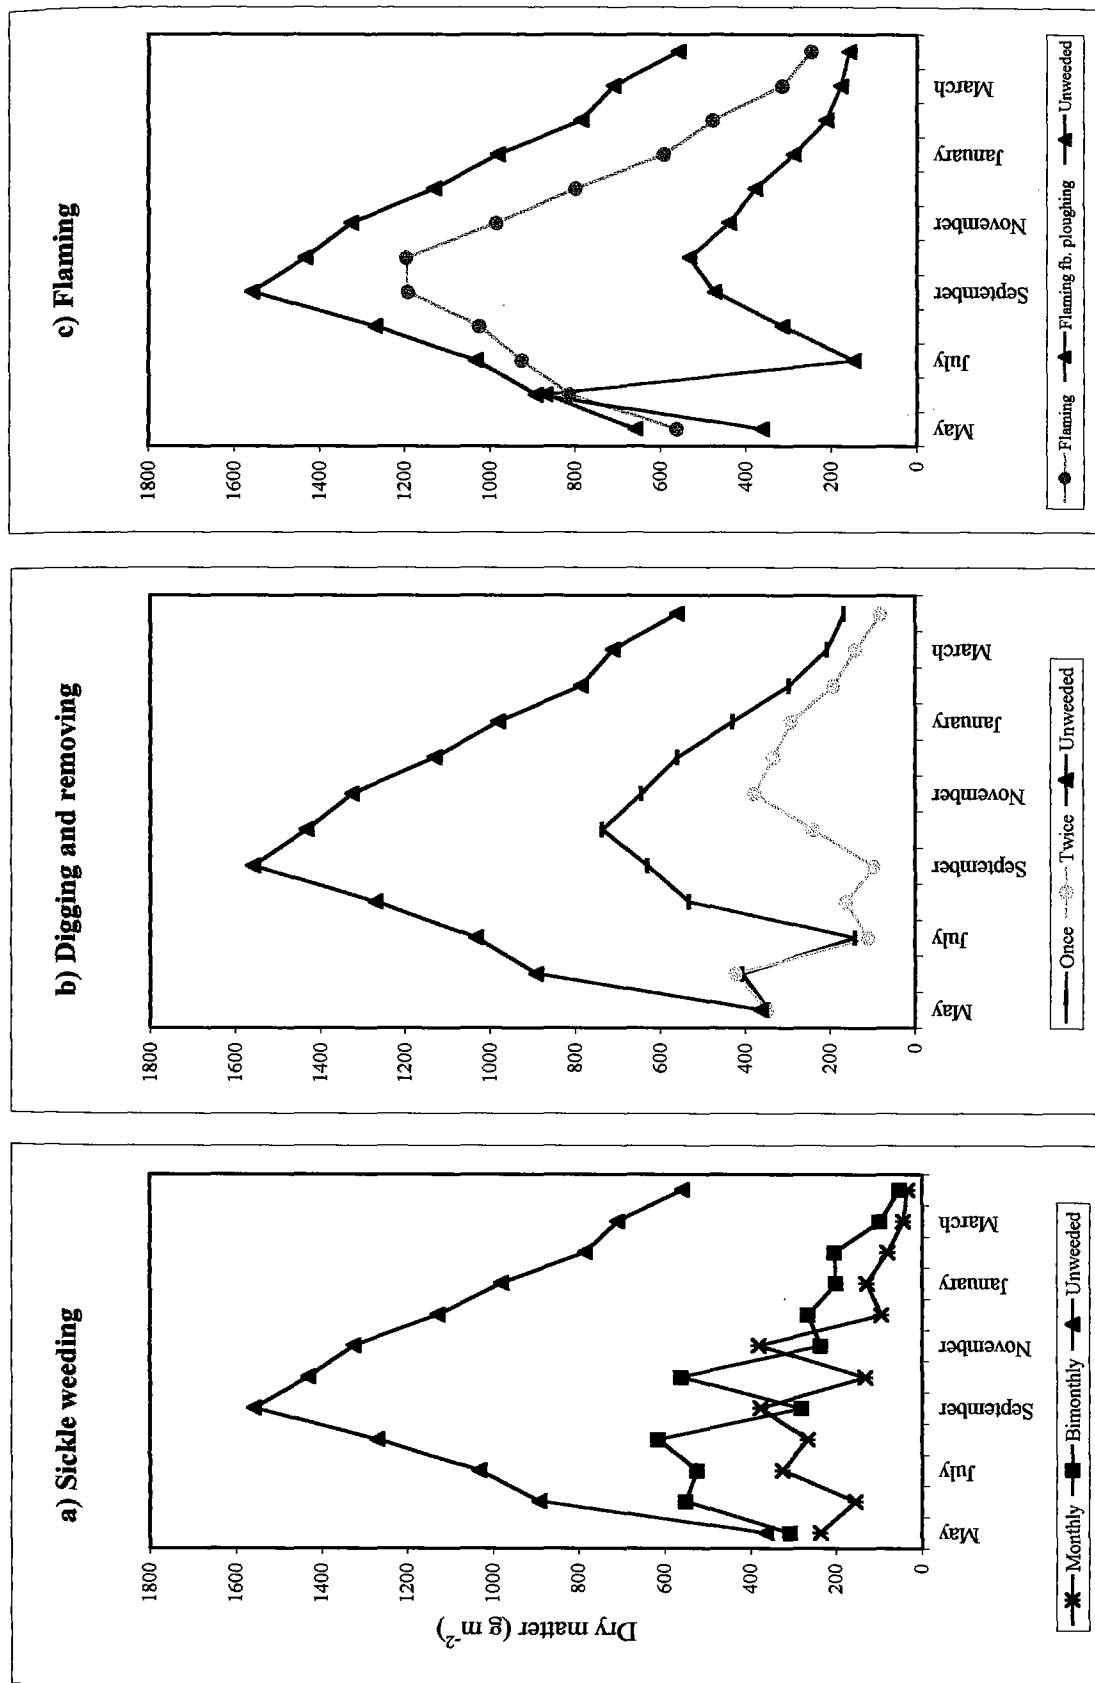 a) Sickle weeding
1800
1600
1400
1200
1000
800
600
400
200
0
Dry matter (g m⁻²)
May
July
September
November
January
March
Monthly Bimonthly Unweeded
b) Digging and removing
1800
1600
1400
1200
1000
800
600
400
200
0
May
July
September
November
January
March
Once Twice Unweeded
c) Flaming
1800
1600
1400
1200
1000
800
600
400
200
0
May
July
September
November
January
March
Flaming Flaming fb. ploughing Unweeded